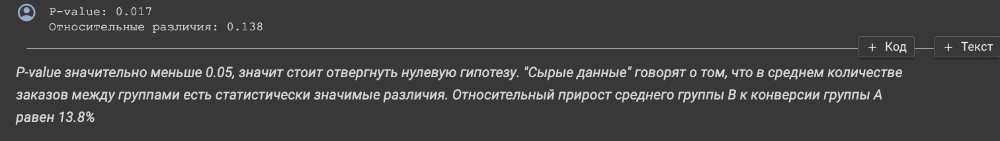 P-value: 0.017
Относительные различия: 0.138
+ Код
+ Текст
P-value значительно меньше 0.05, значит стоит отвергнуть нулевую гипотезу. "Сырые данные" говорят о том, что в среднем количестве
заказов между группами есть статистически значимые различия. Относительный прирост среднего группы В к конверсии группы А
равен 13.8%